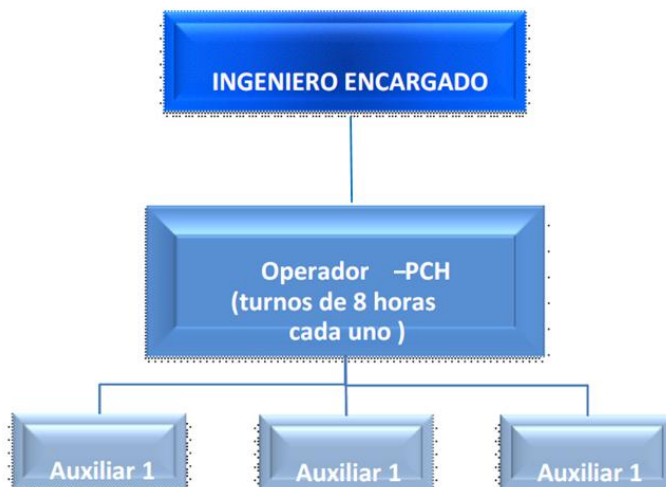 INGENIERO ENCARGADO
Operador –PCH
(turnos de 8 horas
cada uno )
Auxiliar 1
Auxiliar 1
Auxiliar 1